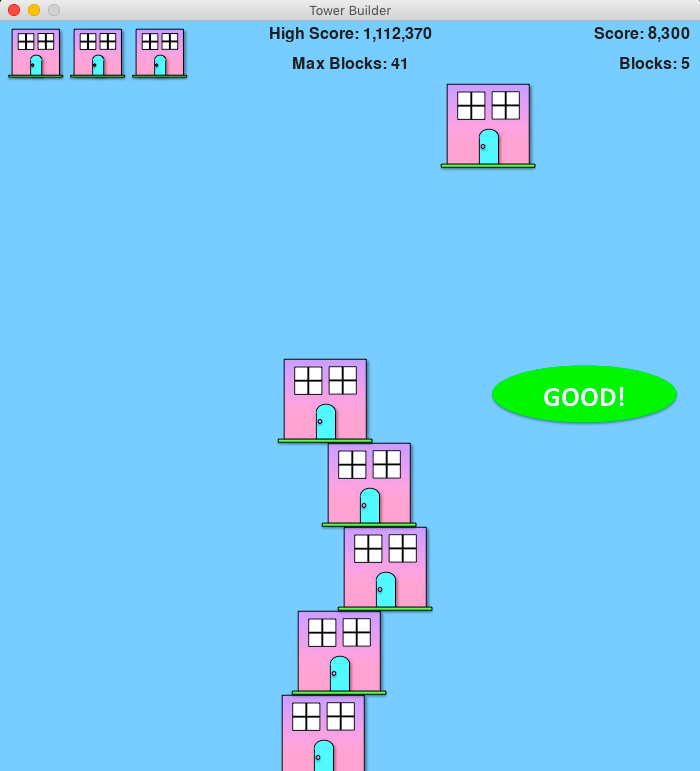 Tower Builder
High Score: 1,112,370
Score: 8,300
Max Blocks: 41
Blocks: 5
GOOD!